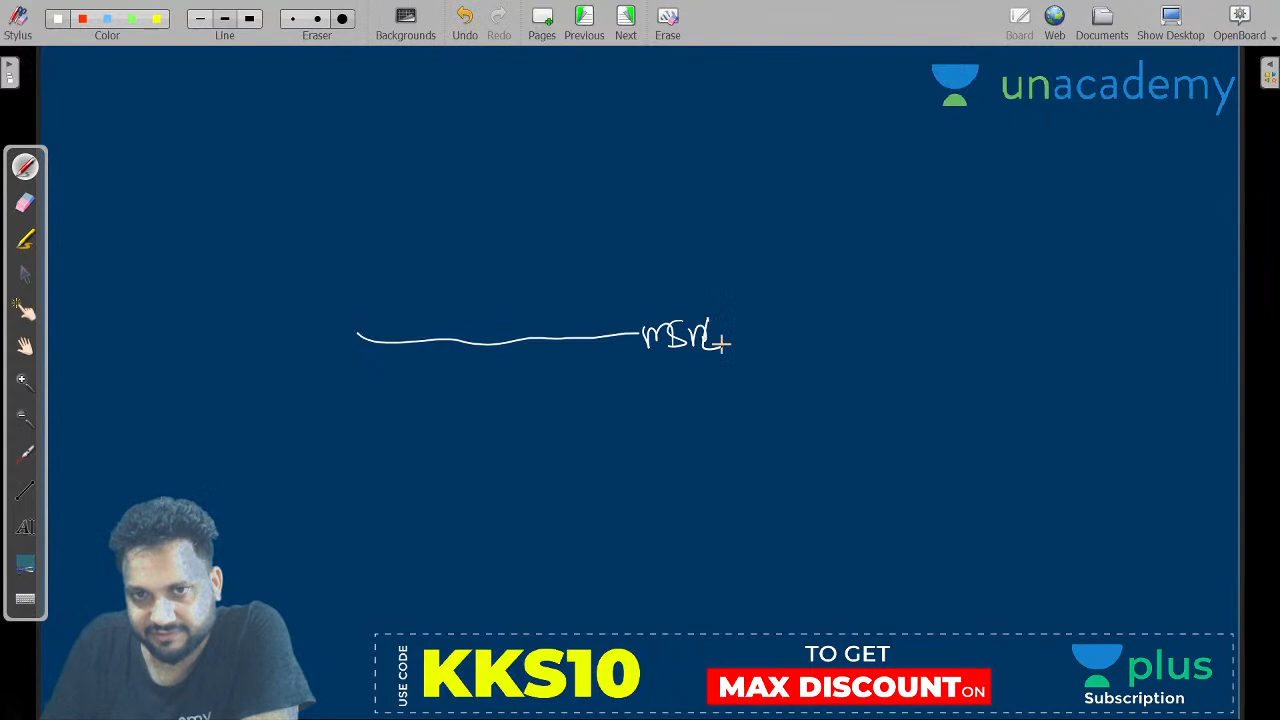 Stylus
Color
Line
Eraser
Backgrounds
Undo
Redo
Pages
Previous
Next
Erase
Board
Web
Documents
Show Desktop
OpenBoard
unacademy
MSML
USE CODE
KKS10
TO GET
MAX DISCOUNT ON
plus
Subscription